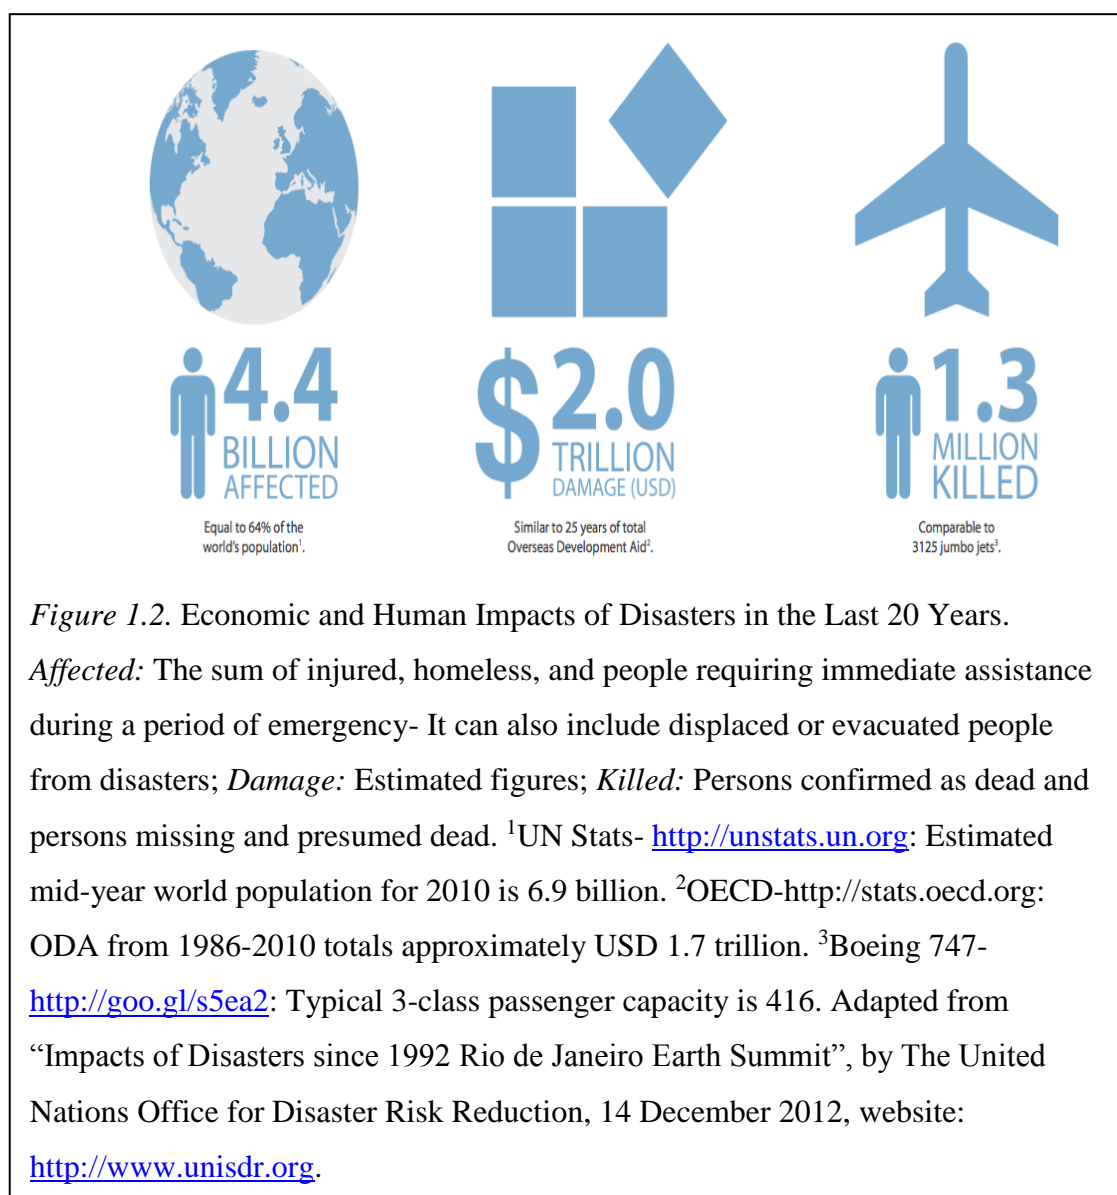 4.4
BILLION
AFFECTED
Equal to 64% of the
world's population¹.
$2.0
TRILLION
DAMAGE (USD)
Similar to 25 years of total
Overseas Development Aid².
1.3
MILLION
KILLED
Comparable to
3125 jumbo jets³.
Figure 1.2. Economic and Human Impacts of Disasters in the Last 20 Years.
Affected: The sum of injured, homeless, and people requiring immediate assistance
during a period of emergency- It can also include displaced or evacuated people
from disasters; Damage: Estimated figures; Killed: Persons confirmed as dead and
persons missing and presumed dead. ¹UN Stats- http://unstats.un.org: Estimated
mid-year world population for 2010 is 6.9 billion. ²OECD-http://stats.oecd.org:
ODA from 1986-2010 totals approximately USD 1.7 trillion. ³Boeing 747-
http://goo.gl/s5ea2: Typical 3-class passenger capacity is 416. Adapted from
“Impacts of Disasters since 1992 Rio de Janeiro Earth Summit”, by The United
Nations Office for Disaster Risk Reduction, 14 December 2012, website:
http://www.unisdr.org.